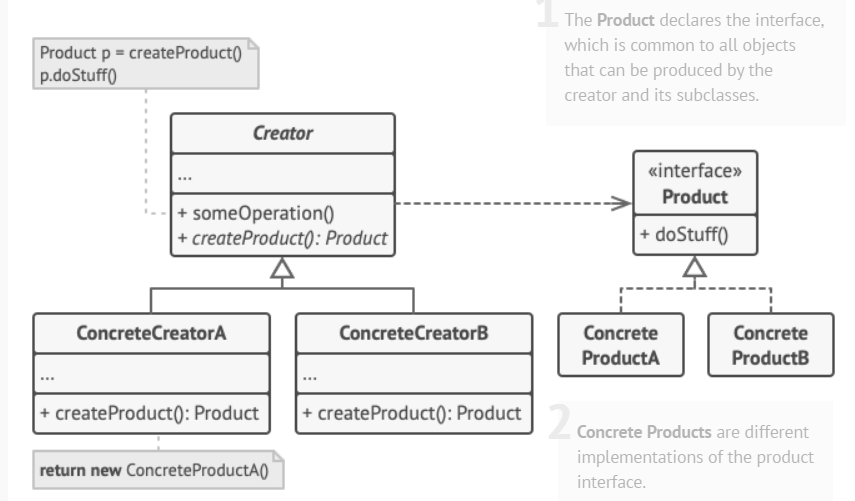 Product p = createProduct()
p.doStuff()
1
The Product declares the interface,
which is common to all objects
that can be produced by the
creator and its subclasses.
Creator
...
+ someOperation()
+ createProduct(): Product
«interface»
Product
+ doStuff()
ConcreteCreatorA
...
+ createProduct(): Product
ConcreteCreatorB
...
+ createProduct(): Product
Concrete
ProductA
Concrete
ProductB
return new ConcreteProductA()
2
Concrete Products are different
implementations of the product
interface.